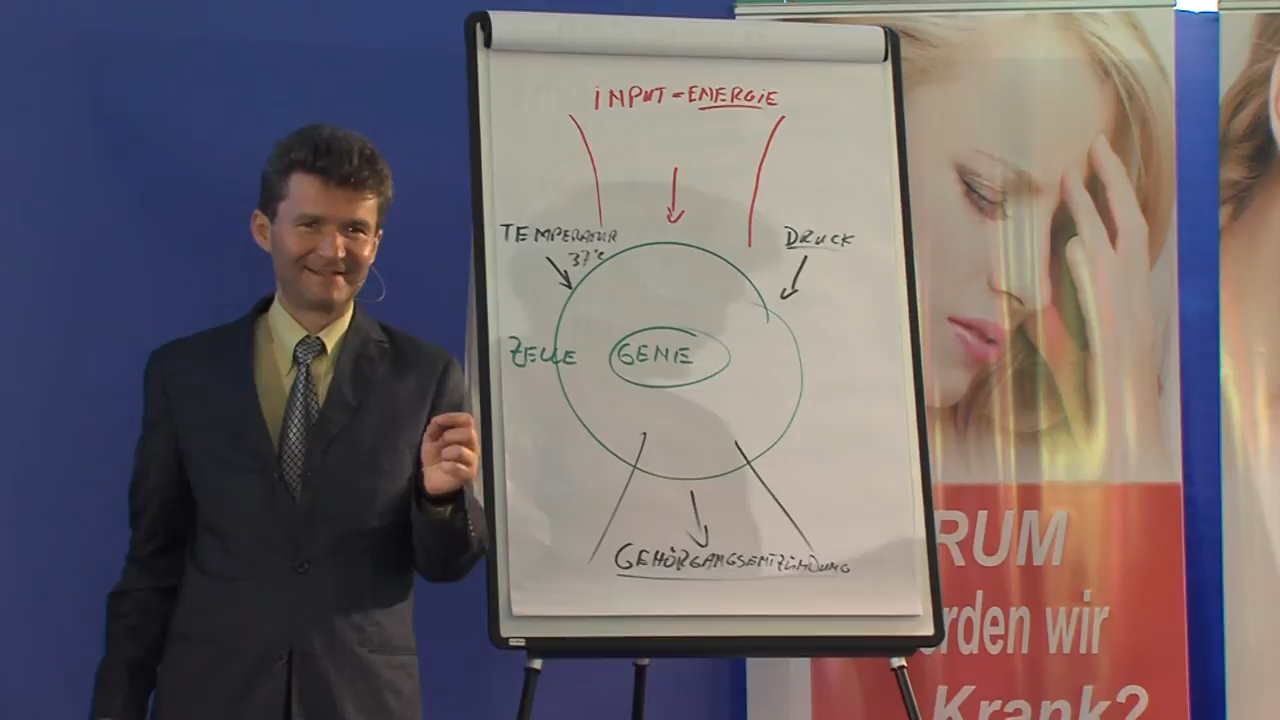 INPUT = ENERGIE
TEMPERATUR
37°C
DRUCK
ZELLE
GENE
GEHÖRGANGSENTZÜNDUNG
RUM
rden wir
Krank?